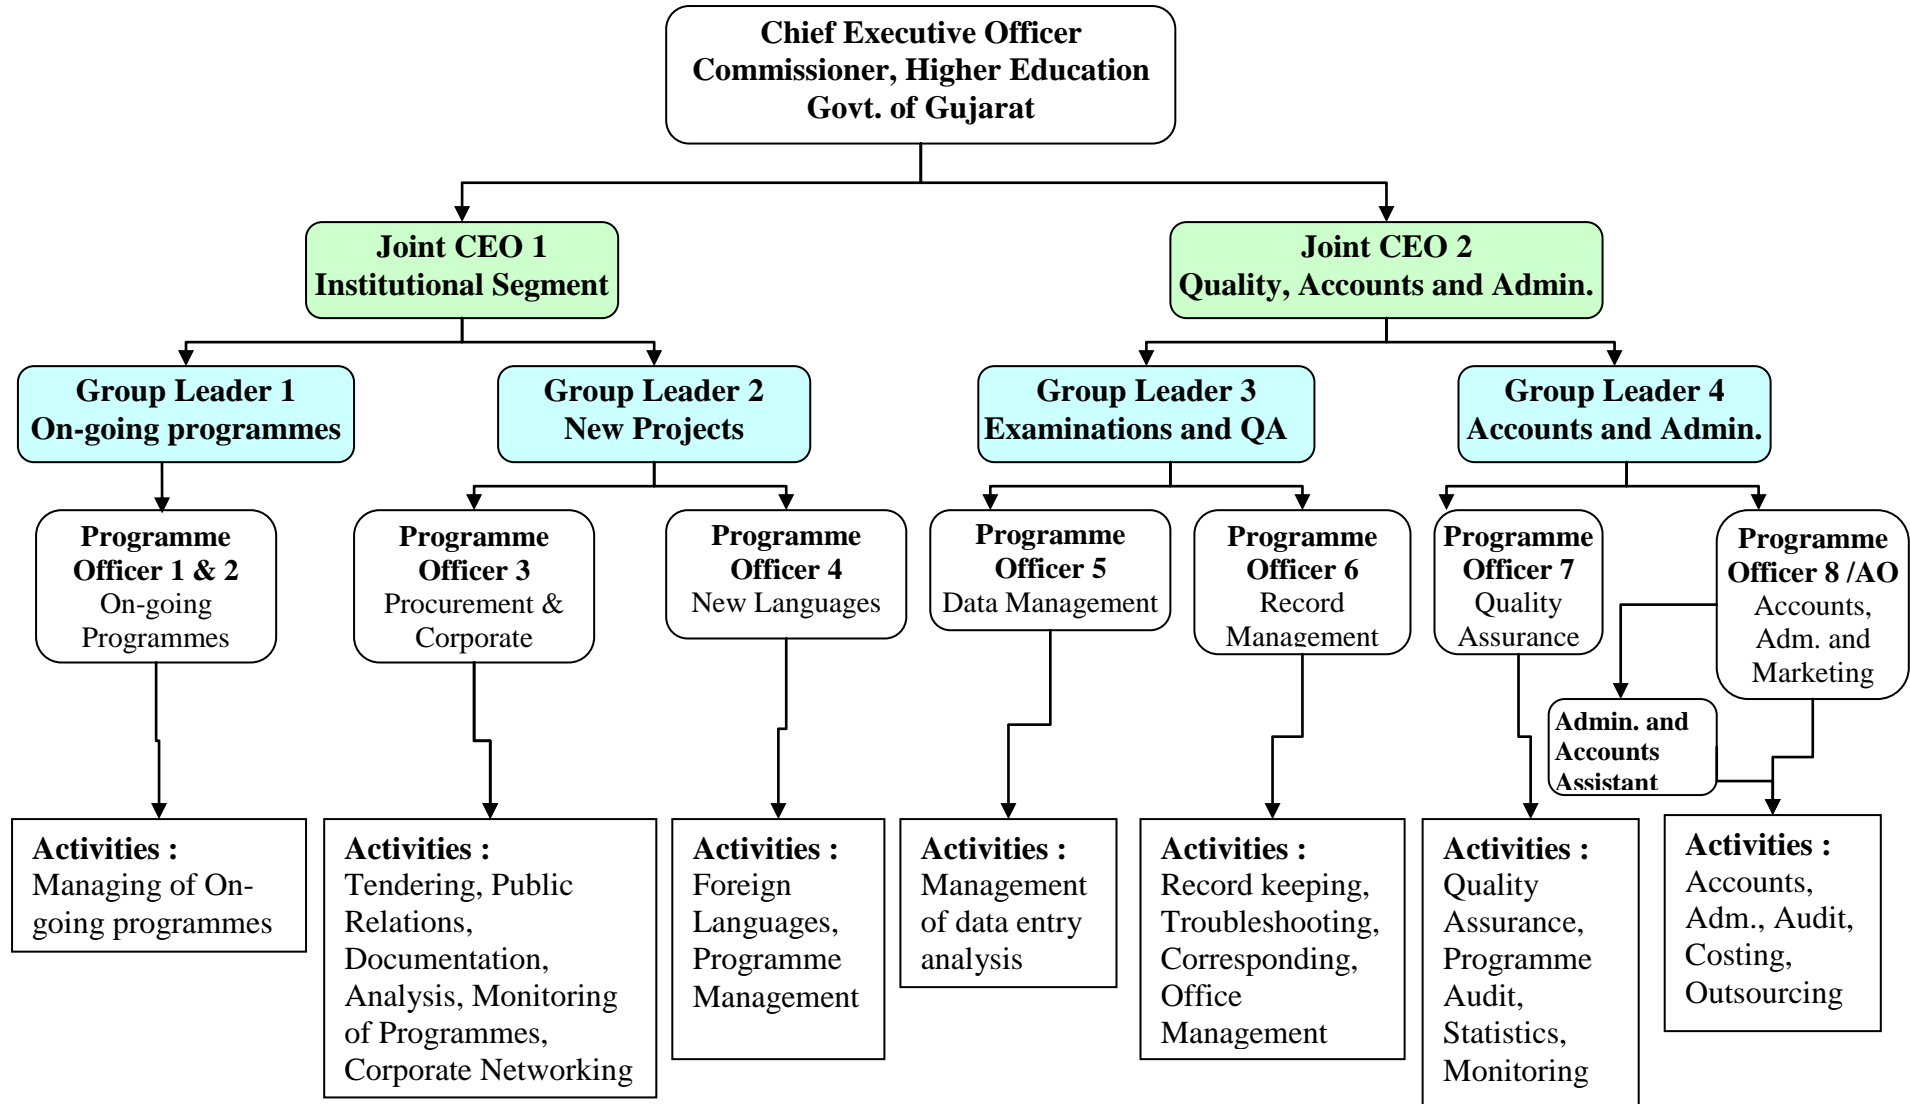 Chief Executive Officer
Commissioner, Higher Education
Govt. of Gujarat
Joint CEO 1
Institutional Segment
Joint CEO 2
Quality, Accounts and Admin.
Group Leader 1
On-going programmes
Group Leader 2
New Projects
Group Leader 3
Examinations and QA
Group Leader 4
Accounts and Admin.
Programme
Officer 1 & 2
On-going
Programmes
Programme
Officer 3
Procurement &
Corporate
Programme
Officer 4
New Languages
Programme
Officer 5
Data Management
Programme
Officer 6
Record
Management
Programme
Officer 7
Quality
Assurance
Programme
Officer 8 /AO
Accounts,
Adm. and
Marketing
Admin. and
Accounts
Assistant
Activities :
Managing of On-
going programmes
Activities :
Tendering, Public
Relations,
Documentation,
Analysis, Monitoring
of Programmes,
Corporate Networking
Activities :
Foreign
Languages,
Programme
Management
Activities :
Management
of data entry
analysis
Activities :
Record keeping,
Troubleshooting,
Corresponding,
Office
Management
Activities :
Quality
Assurance,
Programme
Audit,
Statistics,
Monitoring
Activities :
Accounts,
Adm., Audit,
Costing,
Outsourcing